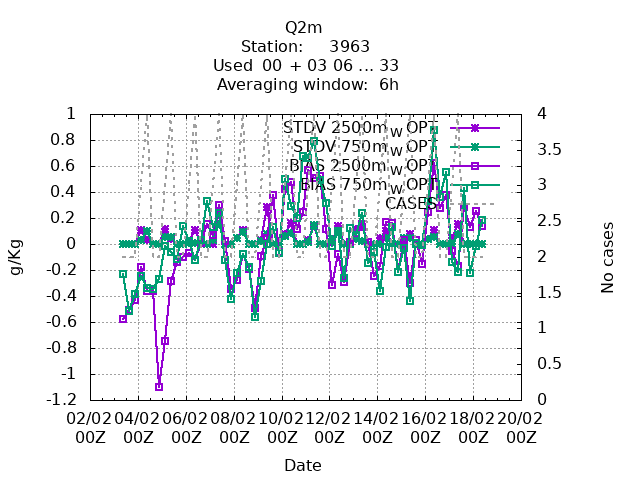 Q2m
Station: 3963
Used 00 + 03 06 ... 33
Averaging window: 6h
1
0.8
0.6
0.4
0.2
0
-0.2
-0.4
-0.6
-0.8
-1
-1.2
g/Kg
STDV 2500m_W OPT
STDV 750m_W OPT
BIAS 2500m_W OPT
BIAS 750m_W OPT
CASES
4
3.5
3
2.5
2
1.5
1
0.5
0
No cases
02/02 04/02 06/02 08/02 10/02 12/02 14/02 16/02 18/02 20/02
00Z 00Z 00Z 00Z 00Z 00Z 00Z 00Z 00Z 00Z
Date